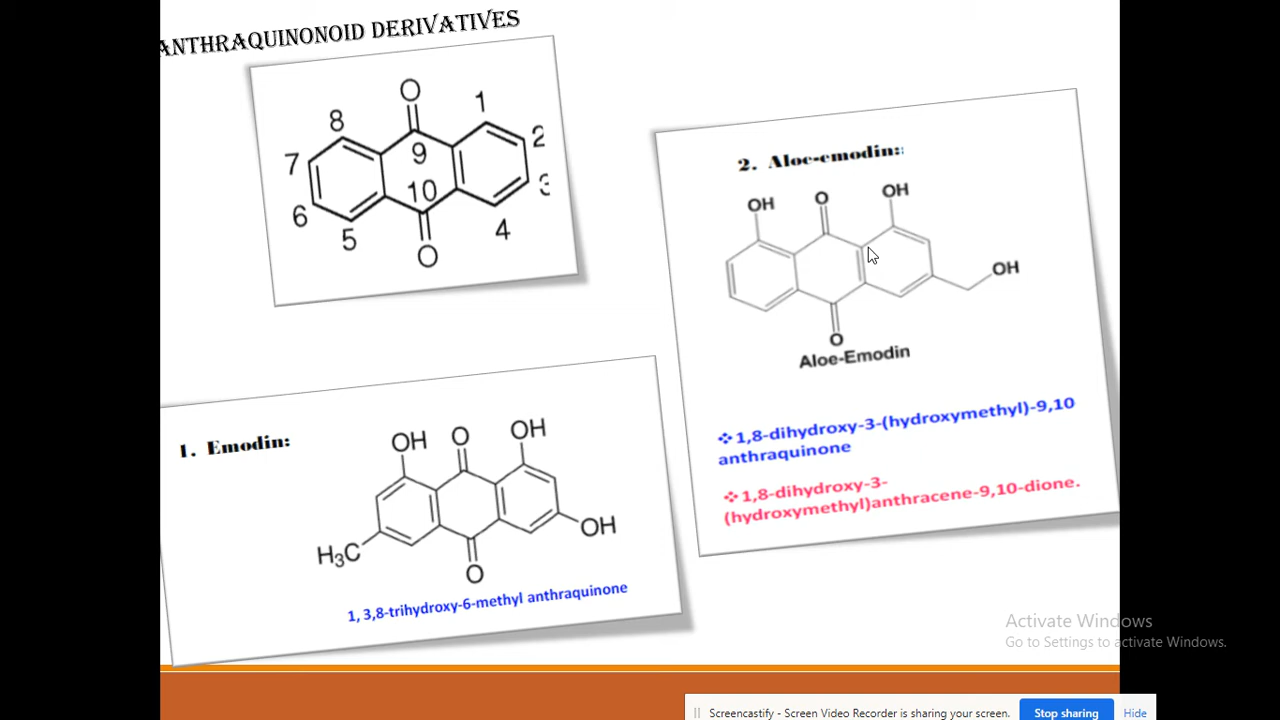 ANTHRAQUINONOID DERIVATIVES
O
8
1
7
9
2
10
3
6
5
4
O
2. Aloe-emodin:
OH
O
OH
OH
O
Aloe-Emodin
❖1,8-dihydroxy-3-(hydroxymethyl)-9,10
anthraquinone
❖1,8-dihydroxy-3-
(hydroxymethyl)anthracene-9,10-dione.
1. Emodin:
OH
O
OH
OH
H₃C
O
1, 3,8-trihydroxy-6-methyl anthraquinone
Activate Windows
Go to Settings to activate Windows.
Screencastify - Screen Video Recorder is sharing your screen.
Stop sharing
Hide